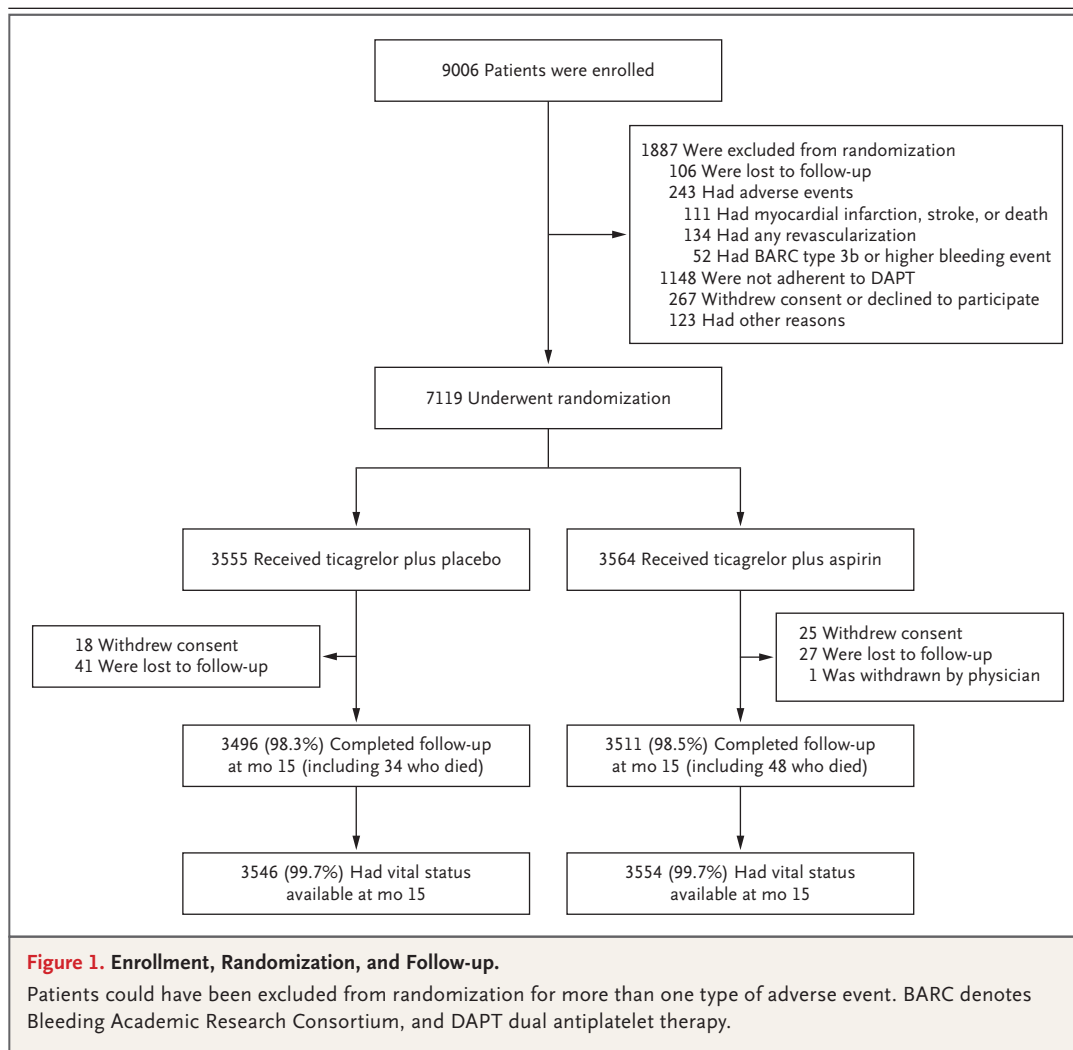 9006 Patients were enrolled
1887 Were excluded from randomization
106 Were lost to follow-up
243 Had adverse events
111 Had myocardial infarction, stroke, or death
134 Had any revascularization
52 Had BARC type 3b or higher bleeding event
1148 Were not adherent to DAPT
267 Withdrew consent or declined to participate
123 Had other reasons
7119 Underwent randomization
3555 Received ticagrelor plus placebo
3564 Received ticagrelor plus aspirin
18 Withdrew consent
41 Were lost to follow-up
25 Withdrew consent
27 Were lost to follow-up
1 Was withdrawn by physician
3496 (98.3%) Completed follow-up
at mo 15 (including 34 who died)
3511 (98.5%) Completed follow-up
at mo 15 (including 48 who died)
3546 (99.7%) Had vital status
available at mo 15
3554 (99.7%) Had vital status
available at mo 15
Figure 1. Enrollment, Randomization, and Follow-up.
Patients could have been excluded from randomization for more than one type of adverse event. BARC denotes
Bleeding Academic Research Consortium, and DAPT dual antiplatelet therapy.